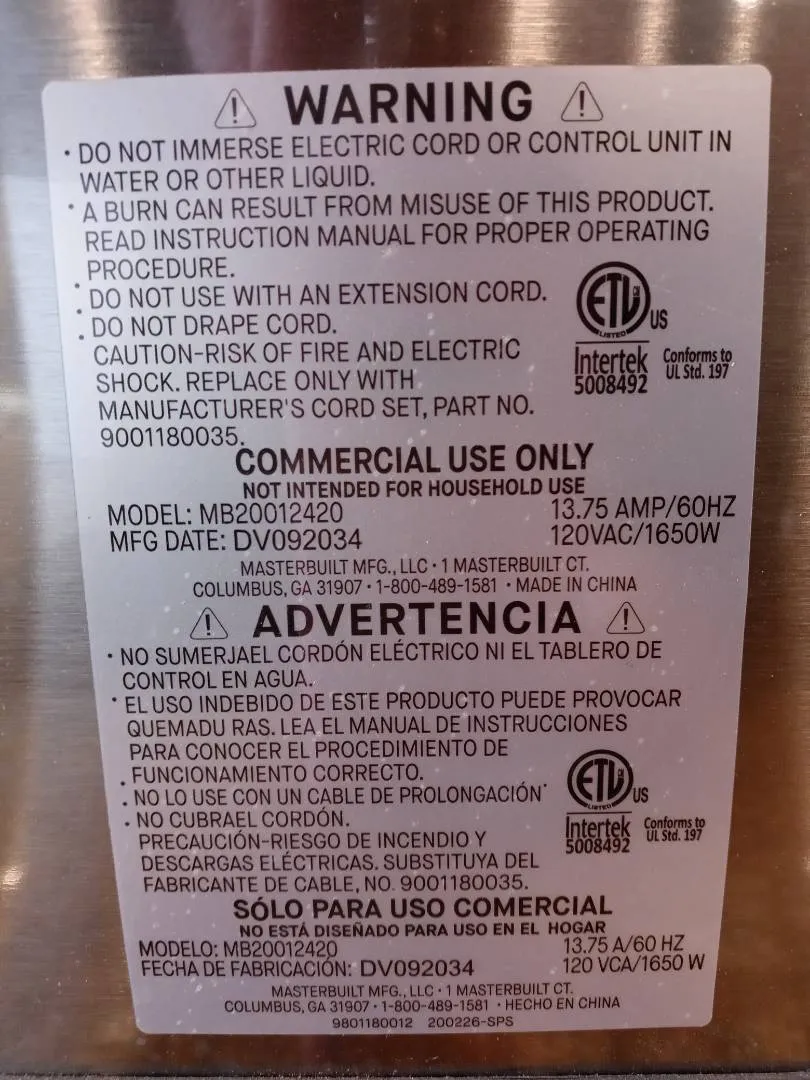 WARNING
• DO NOT IMMERSE ELECTRIC CORD OR CONTROL UNIT IN
WATER OR OTHER LIQUID.
• A BURN CAN RESULT FROM MISUSE OF THIS PRODUCT.
READ INSTRUCTION MANUAL FOR PROPER OPERATING
PROCEDURE.
• DO NOT USE WITH AN EXTENSION CORD.
• DO NOT DRAPE CORD.
• CAUTION-RISK OF FIRE AND ELECTRIC
SHOCK. REPLACE ONLY WITH
MANUFACTURER'S CORD SET, PART NO.
9001180035.
ETL US
LISTED
Intertek
5008492
Conforms to
UL Std. 197
COMMERCIAL USE ONLY
NOT INTENDED FOR HOUSEHOLD USE
MODEL: MB20012420 13.75 AMP/60HZ
MFG DATE: DV092034 120VAC/1650W
MASTERBUILT MFG., LLC • 1 MASTERBUILT CT.
COLUMBUS, GA 31907 • 1-800-489-1581 • MADE IN CHINA
ADVERTENCIA
• NO SUMERJAEL CORDÓN ELÉCTRICO NI EL TABLERO DE
CONTROL EN AGUA.
• EL USO INDEBIDO DE ESTE PRODUCTO PUEDE PROVOCAR
QUEMADU RAS. LEA EL MANUAL DE INSTRUCCIONES
PARA CONOCER EL PROCEDIMIENTO DE
• FUNCIONAMIENTO CORRECTO.
• NO LO USE CON UN CABLE DE PROLONGACIÓN
• NO CUBRAEL CORDÓN.
PRECAUCIÓN-RIESGO DE INCENDIO Y
DESCARGAS ELÉCTRICAS. SUBSTITUYA DEL
FABRICANTE DE CABLE, NO. 9001180035.
ETL US
LISTED
Intertek
5008492
Conforms to
UL Std. 197
SÓLO PARA USO COMERCIAL
NO ESTÁ DISEÑADO PARA USO EN EL HOGAR
MODELO: MB20012420 13.75 A/60 HZ
FECHA DE FABRICACIÓN: DV092034 120 VCA/1650 W
MASTERBUILT MFG., LLC • 1 MASTERBUILT CT.
COLUMBUS, GA 31907 • 1-800-489-1581 • HECHO EN CHINA
9801180012 200226-SPS